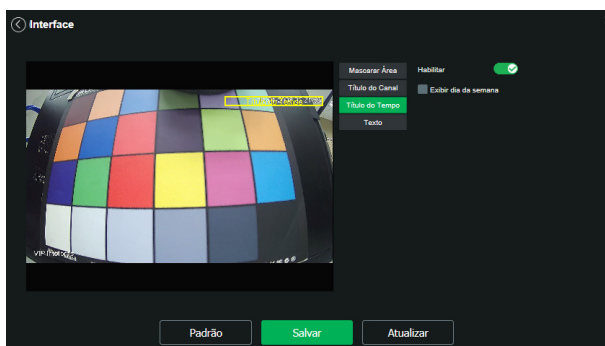 Interface
Mascarar Área
Habilitar
Título do Canal
Exibir dia da semana
Título do Tempo
Texto
Padrão
Salvar
Atualizar